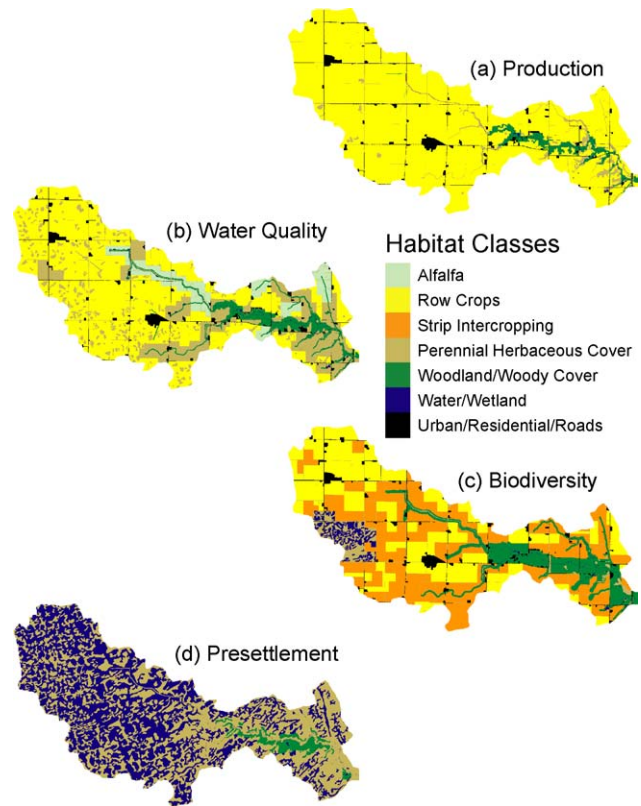 (a) Production
(b) Water Quality
Habitat Classes
Alfalfa
Row Crops
Strip Intercropping
Perennial Herbaceous Cover
Woodland/Woody Cover
Water/Wetland
Urban/Residential/Roads
(c) Biodiversity
(d) Presettlement